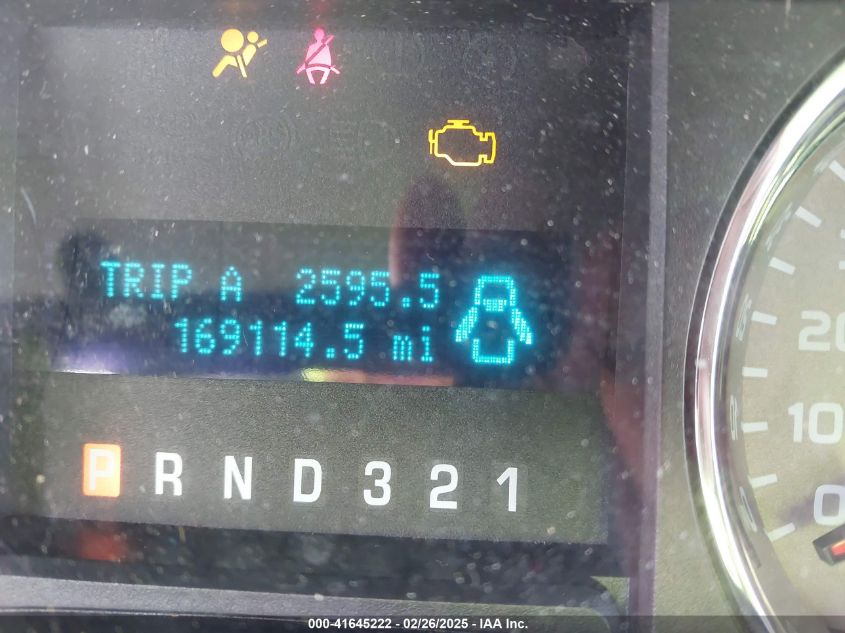 TRIP A 2595.5
169114.5 mi
P R N D 3 2 1
20
10
0
000-41645222 - 02/26/2025 - IAA Inc.